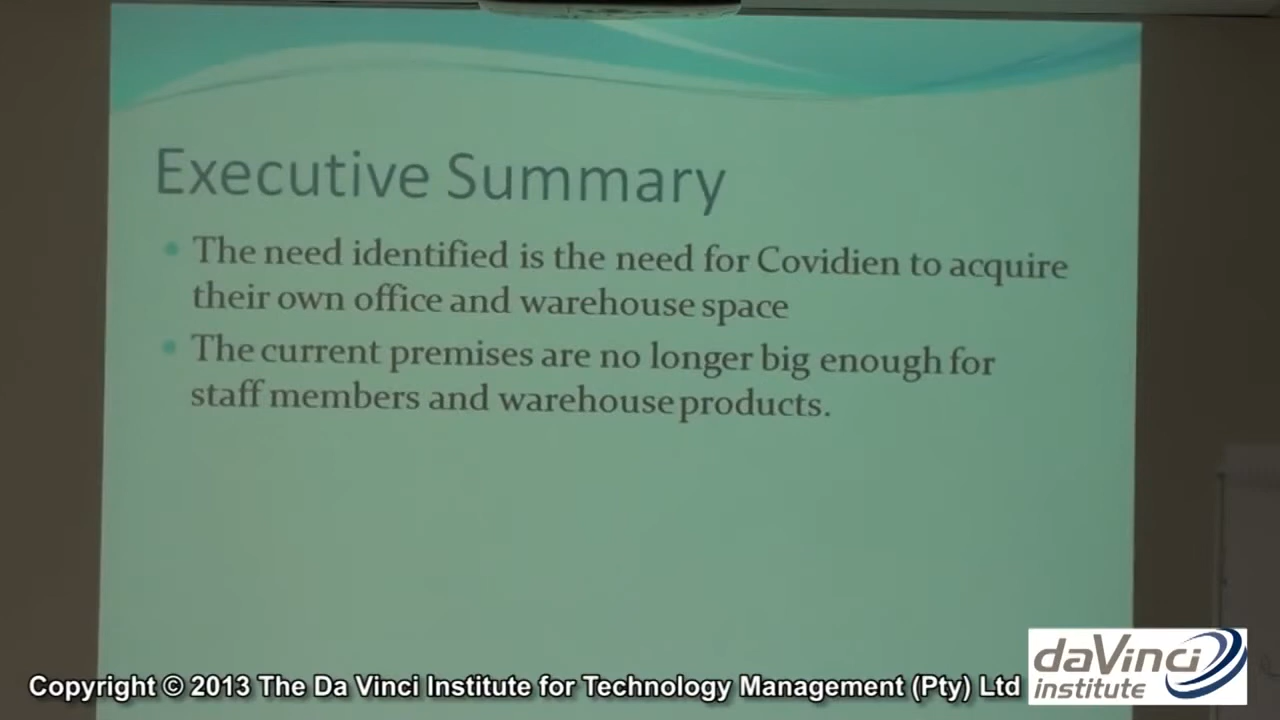 Executive Summary
The need identified is the need for Covidien to acquire
their own office and warehouse space
The current premises are no longer big enough for
staff members and warehouse products.
Copyright © 2013 The Da Vinci Institute for Technology Management (Pty) Ltd
daVinci
institute